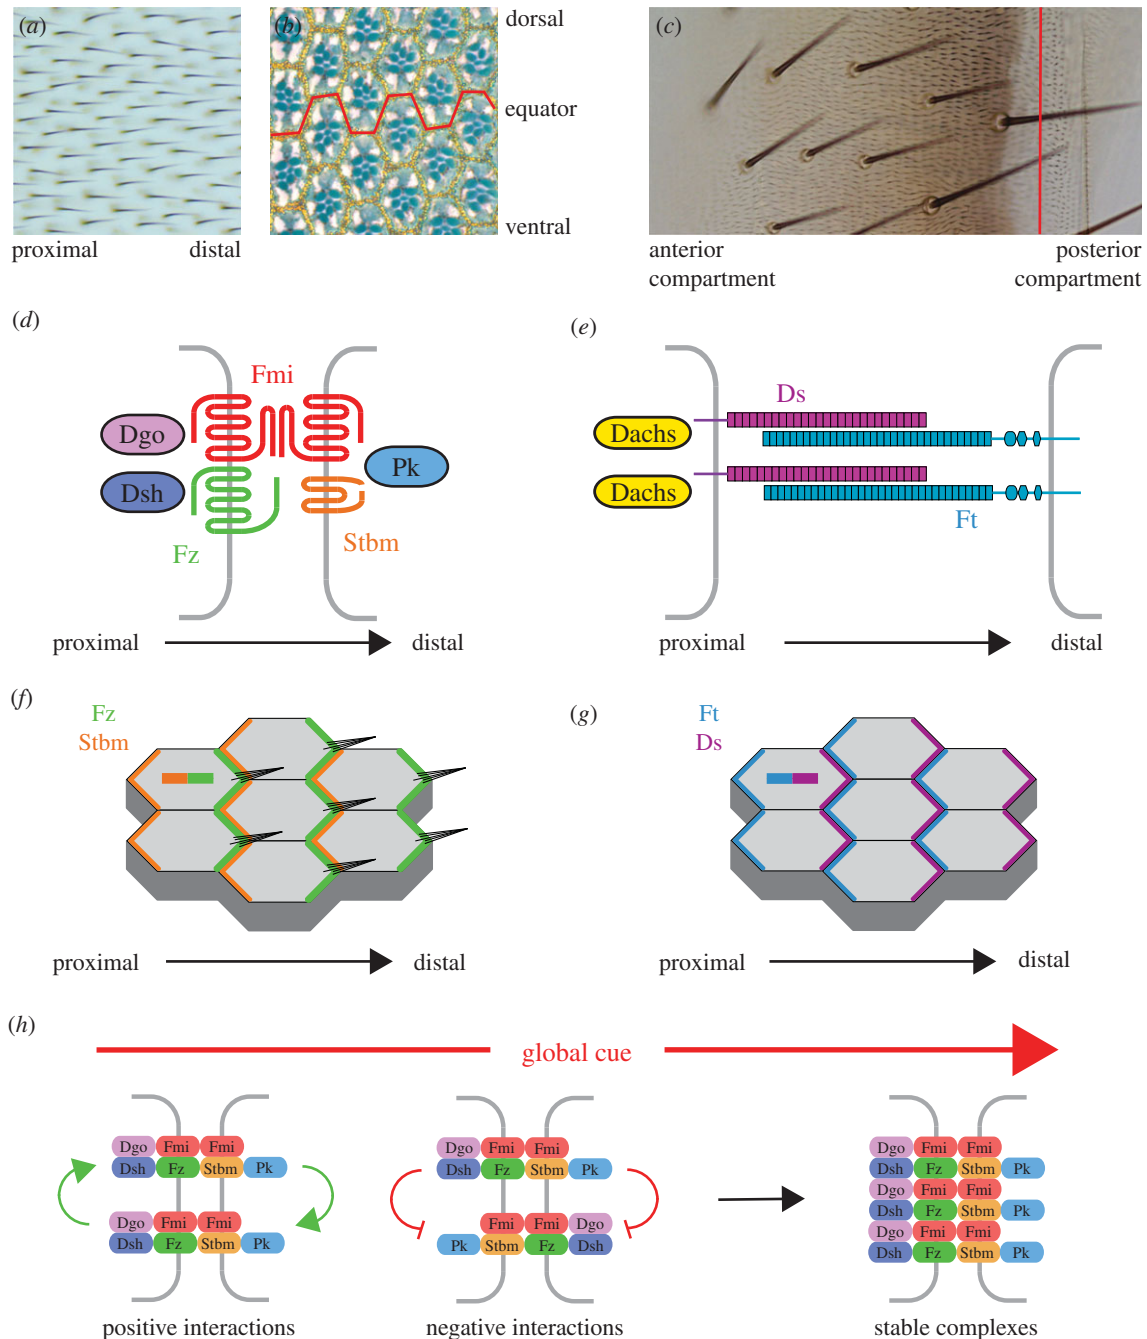 (a)
proximal distal
(b)
dorsal
equator
ventral
(c)
anterior compartment
posterior compartment
(d)
Fmi
Dgo
Dsh
Pk
Fz
Stbm
proximal distal
(e)
Ds
Dachs
Dachs
Ft
proximal distal
(f)
Fz
Stbm
proximal distal
(g)
Ft
Ds
proximal distal
(h)
global cue
Dgo Fmi Fmi
Dsh Fz Stbm Pk
Dgo Fmi Fmi
Dsh Fz Stbm Pk
positive interactions
Dgo Fmi Fmi
Dsh Fz Stbm Pk
Fmi Fmi Dgo
Pk Stbm Fz Dsh
negative interactions
Dgo Fmi Fmi
Dsh Fz Stbm Pk
Dgo Fmi Fmi
Dsh Fz Stbm Pk
Dgo Fmi Fmi
Dsh Fz Stbm Pk
stable complexes